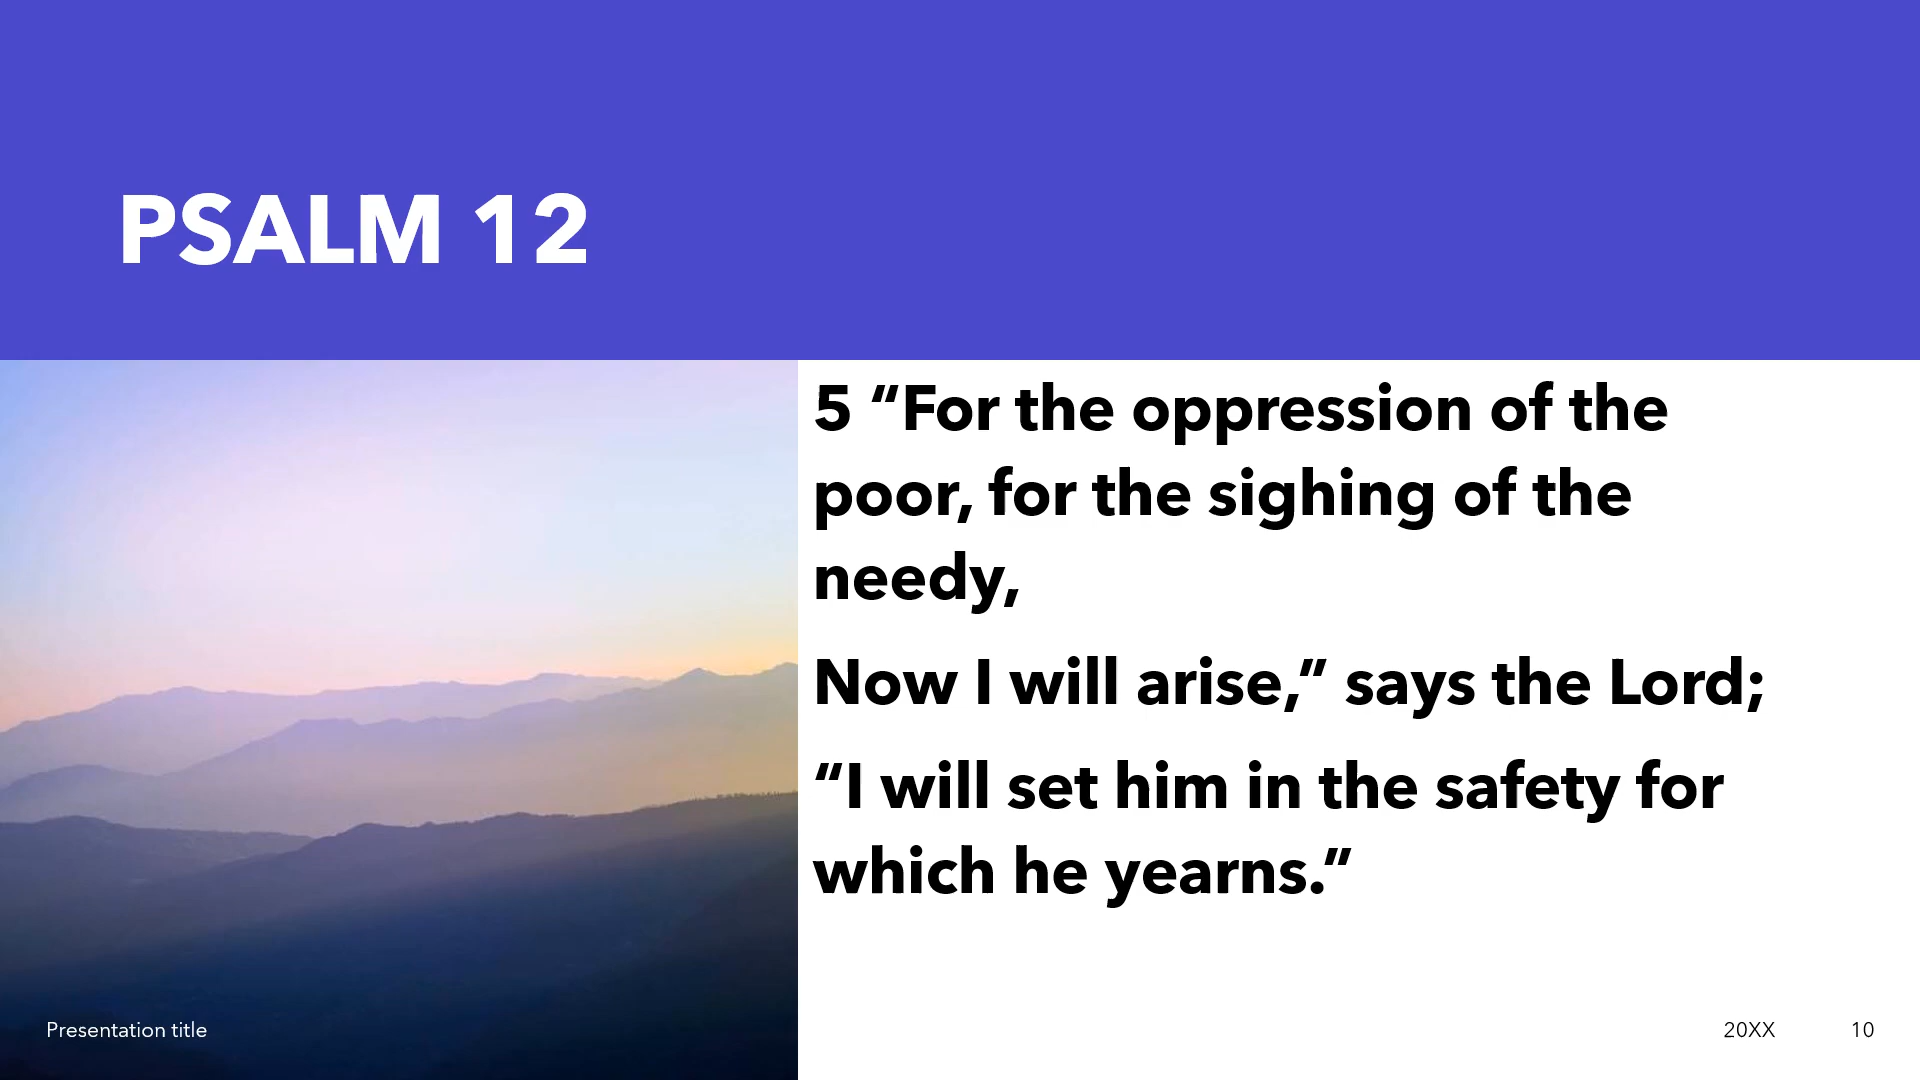 PSALM 12
5 “For the oppression of the
poor, for the sighing of the
needy,
Now I will arise,” says the Lord;
“I will set him in the safety for
which he yearns.”
Presentation title
20XX
10